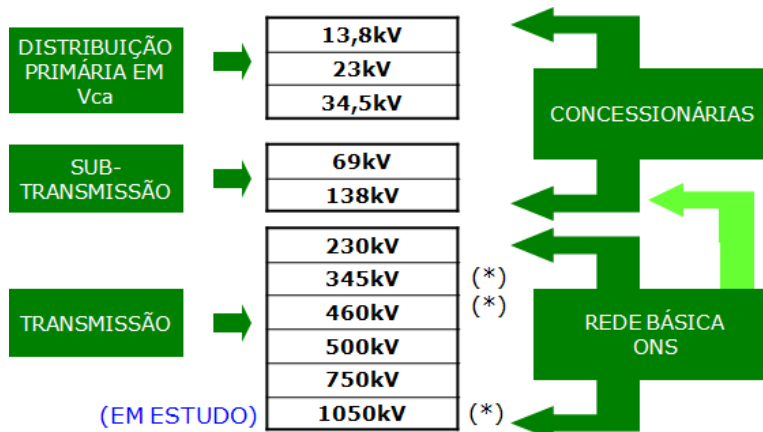 DISTRIBUIÇÃO
PRIMÁRIA EM
Vca
13,8kV
23kV
34,5kV
CONCESSIONÁRIAS
SUB-
TRANSMISSÃO
69kV
138kV
TRANSMISSÃO
230kV
345kV (*)
460kV (*)
500kV
750kV
(EM ESTUDO) 1050kV (*)
REDE BÁSICA
ONS